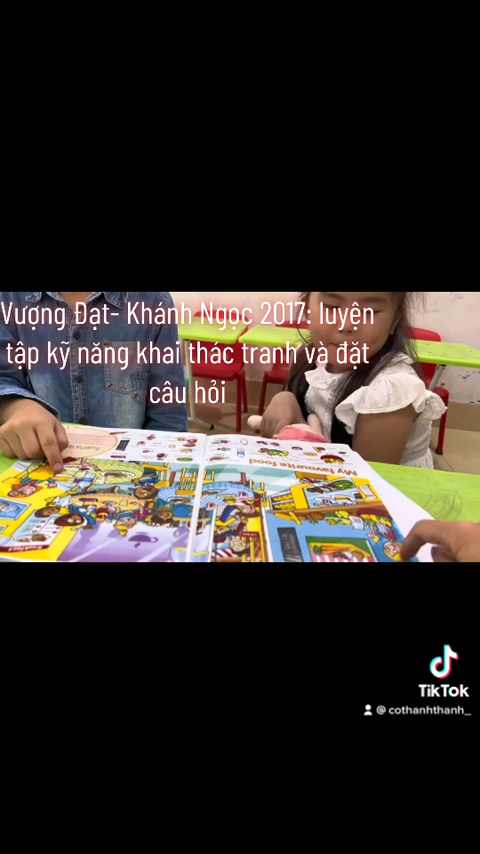 Vượng Đạt- Khánh Ngọc 2017: luyện
tập kỹ năng khai thác tranh và đặt
câu hỏi
My favourite food
TikTok
@ cothanhthanh_